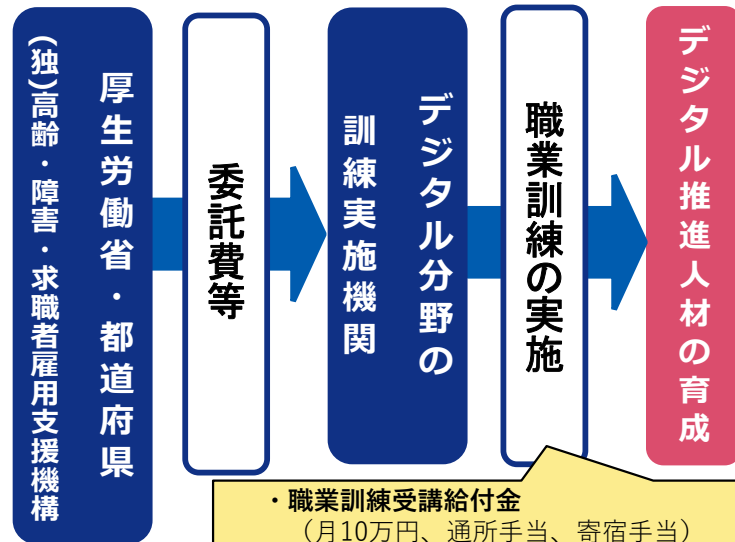 厚生労働省・都道府県
(独)高齢・障害・求職者雇用支援機構
委託費等
デジタル分野の
訓練実施機関
職業訓練の実施
デジタル推進人材の育成
・職業訓練受講給付金
(月10万円、通所手当、寄宿手当)